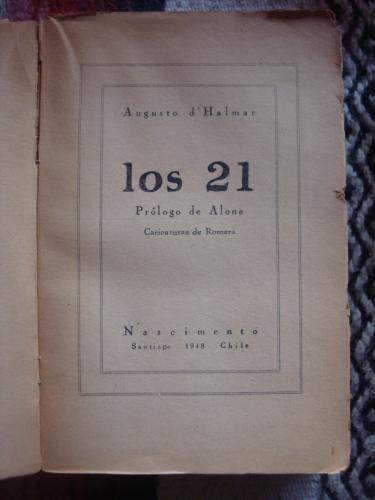 Augusto d'Halmar
los 21
Prólogo de Alone
Caricaturas de Romera
Nascimento
Santiago 1948 Chile